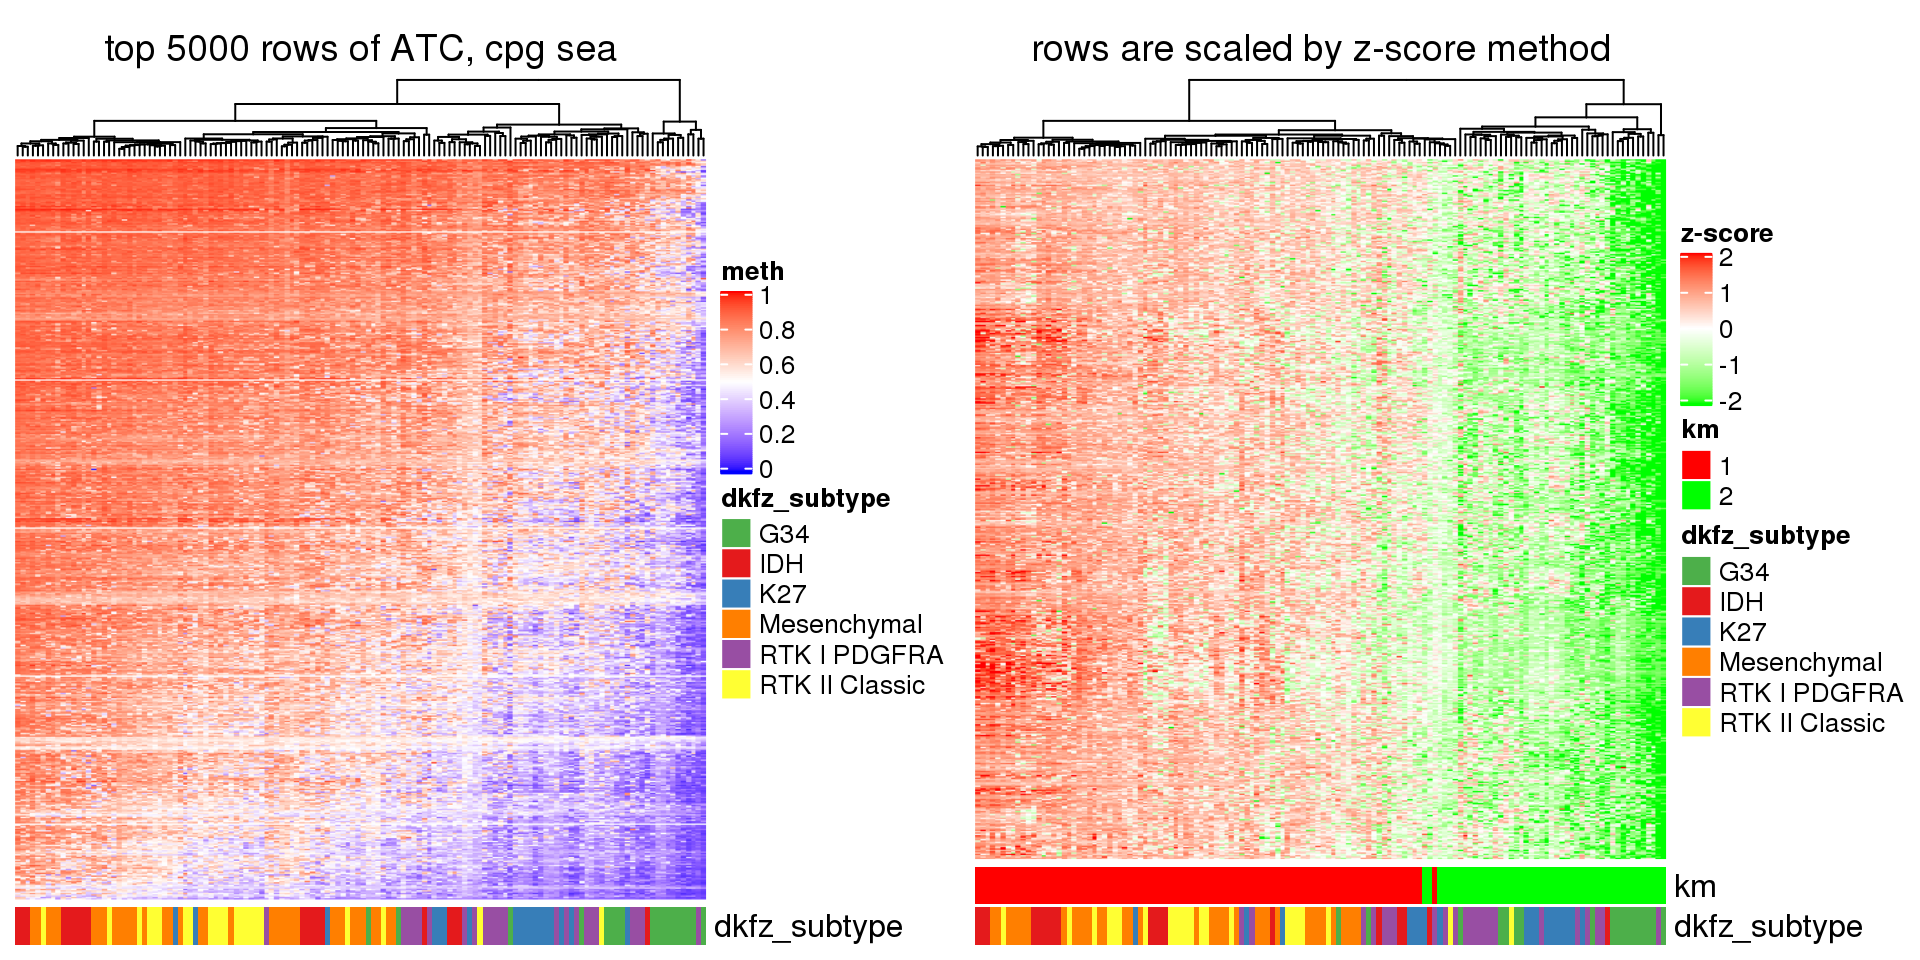 top 5000 rows of ATC, cpg sea
meth
1
0.8
0.6
0.4
0.2
0
dkfz_subtype
G34
IDH
K27
Mesenchymal
RTK I PDGFRA
RTK II Classic
dkfz_subtype
rows are scaled by z-score method
z-score
2
1
0
-1
-2
km
1
2
dkfz_subtype
G34
IDH
K27
Mesenchymal
RTK I PDGFRA
RTK II Classic
km
dkfz_subtype